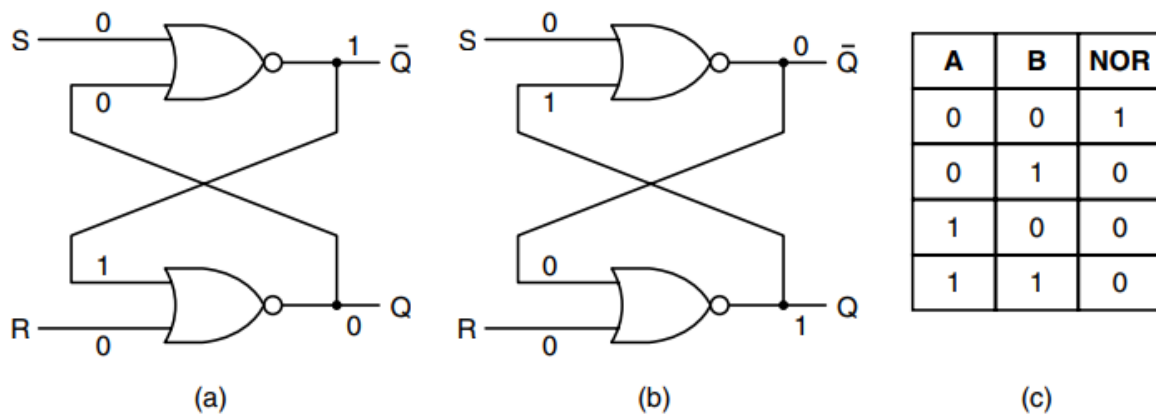 S 0 1 Q̄
0
1
R 0 0 Q
(a)
S 0 0 Q̄
1
0
R 0 1 Q
(b)
A B NOR
0 0 1
0 1 0
1 0 0
1 1 0
(c)